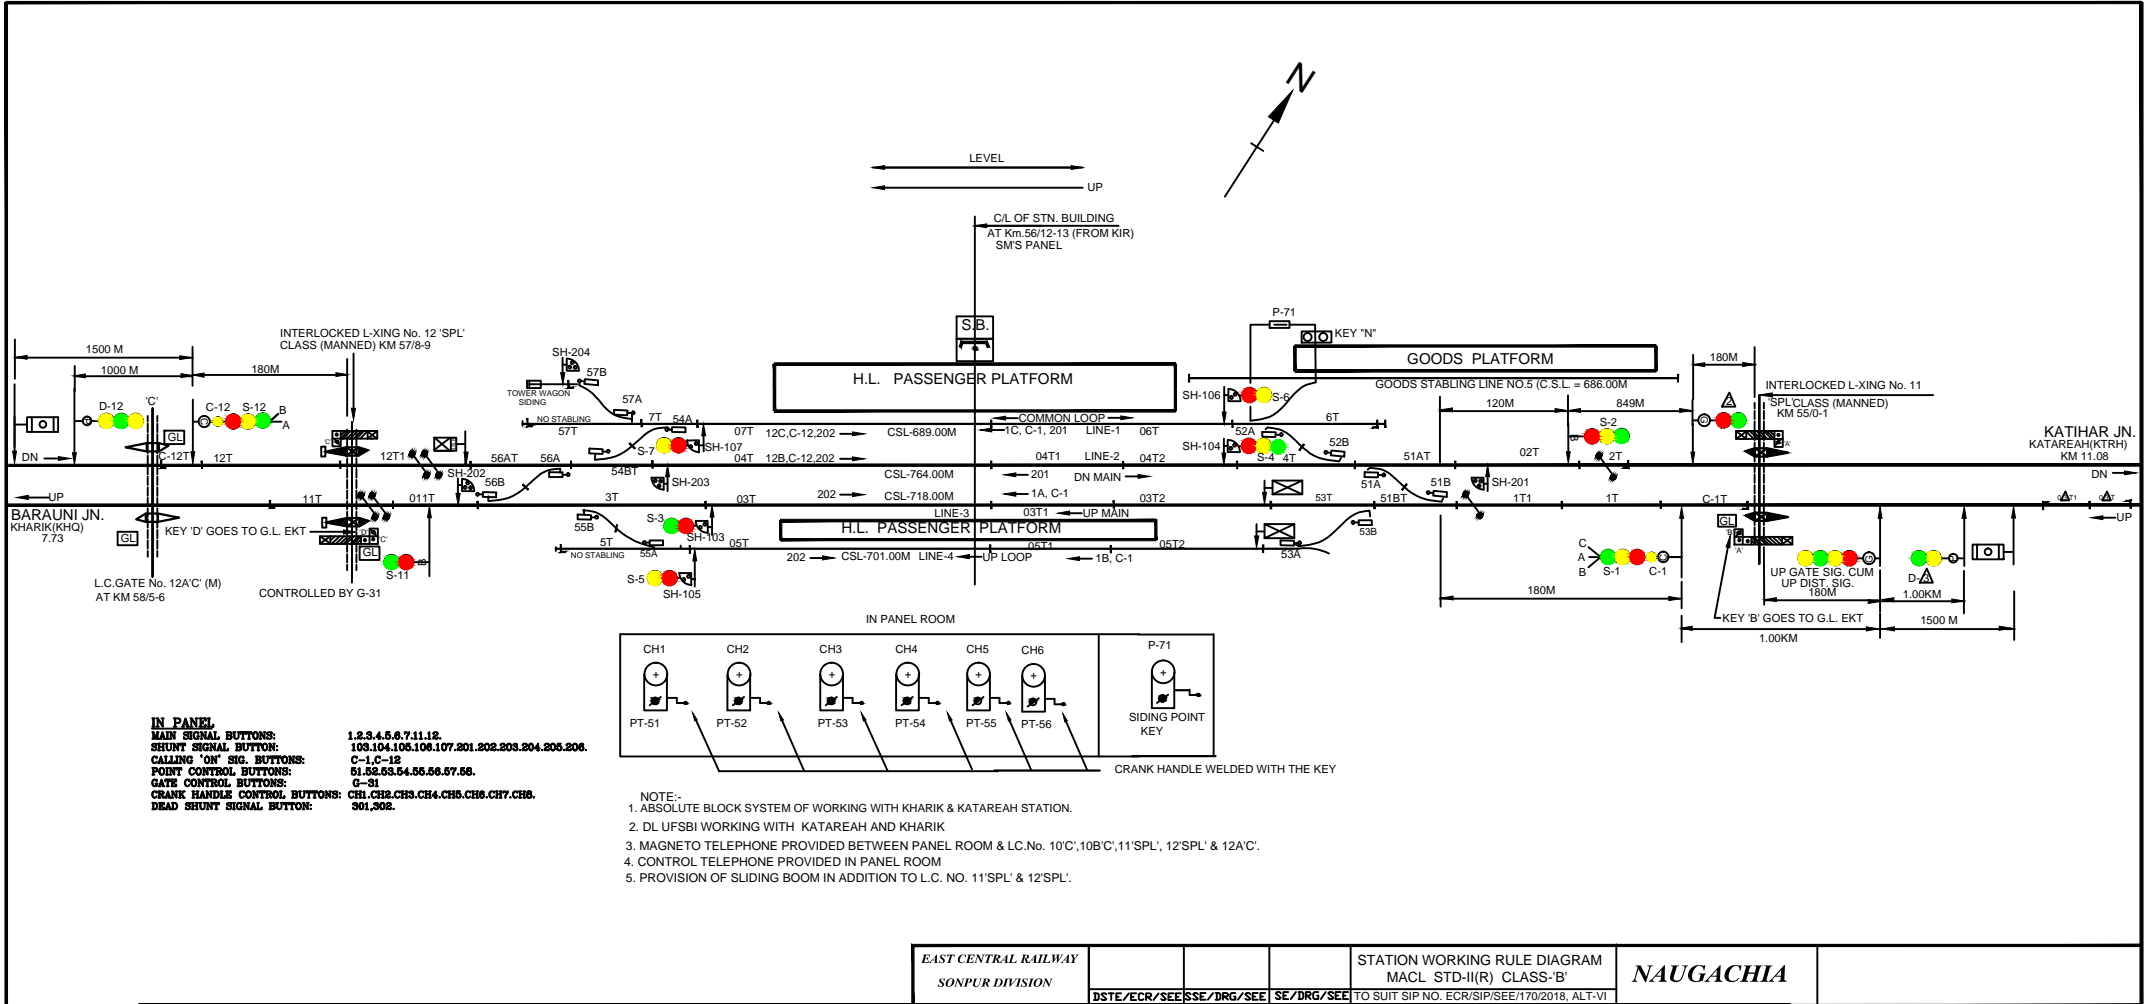 N
LEVEL
UP
C/L OF STN. BUILDING
AT Km.56/12-13 (FROM KIR)
SM'S PANEL
S.B.
P-71
KEY "N"
GOODS PLATFORM
H.L. PASSENGER PLATFORM
GOODS STABLING LINE NO.5 (C.S.L. = 686.00M
INTERLOCKED L-XING No. 12 'SPL'
CLASS (MANNED) KM 57/8-9
1500 M
1000 M
180M
D-12
'C'
C-12
S-12
B
A
GL
C-12T
12T
12T1
DN
SH-204
57B
57A
TOWER WAGON
SIDING
NO STABLING
57T
7T
54A
07T
12C,C-12,202
CSL-689.00M
COMMON LOOP
1C, C-1, 201
LINE-1
06T
SH-106
S-6
6T
S-7
SH-107
SH-104
S-4
4T
52A
52B
120M
849M
180M
S-2
2
INTERLOCKED L-XING No. 11
'SPL'CLASS (MANNED)
KM 55/0-1
'A'
KATIHAR JN.
KATAREAH(KTRH)
KM 11.08
DN
SH-202
56AT
56A
56B
54BT
04T
12B,C-12,202
04T1
LINE-2
04T2
51AT
02T
2T
CSL-764.00M
201
DN MAIN
SH-203
51A
51B
SH-201
UP
BARAUNI JN.
KHARIK(KHQ)
7.73
GL
11T
011T
3T
03T
202
CSL-718.00M
1A, C-1
03T2
53T
51BT
1T1
1T
C-1T
UP
LINE-3
03T1
UP MAIN
KEY 'D' GOES TO G.L. EKT
'C'
GL
S-11
55B
S-3
SH-103
H.L. PASSENGER PLATFORM
5T
NO STABLING
55A
05T
05T1
05T2
53A
53B
202
CSL-701.00M
LINE-4
UP LOOP
1B, C-1
S-5
SH-105
L.C.GATE No. 12A'C' (M)
AT KM 58/5-6
CONTROLLED BY G-31
C
A
B
S-1
C-1
GL
'B'
'A'
UP GATE SIG. CUM
UP DIST. SIG.
D-3
180M
180M
1.00KM
KEY 'B' GOES TO G.L. EKT
1500 M
1.00KM
IN PANEL ROOM
CH1
CH2
CH3
CH4
CH5
CH6
P-71
PT-51
PT-52
PT-53
PT-54
PT-55
PT-56
SIDING POINT
KEY
CRANK HANDLE WELDED WITH THE KEY
IN PANEL
MAIN SIGNAL BUTTONS: 1.2.3.4.5.6.7.11.12.
SHUNT SIGNAL BUTTON: 103.104.105.106.107.201.202.203.204.205.206.
CALLING 'ON' SIG. BUTTONS: C-1,C-12
POINT CONTROL BUTTONS: 51.52.53.54.55.56.57.58.
GATE CONTROL BUTTONS: G-31
CRANK HANDLE CONTROL BUTTONS: CH1.CH2.CH3.CH4.CH5.CH6.CH7.CH8.
DEAD SHUNT SIGNAL BUTTON: 301,302.
NOTE:-
1. ABSOLUTE BLOCK SYSTEM OF WORKING WITH KHARIK & KATAREAH STATION.
2. DL UFSBI WORKING WITH KATAREAH AND KHARIK
3. MAGNETO TELEPHONE PROVIDED BETWEEN PANEL ROOM & LC.No. 10'C',10B'C',11'SPL', 12'SPL' & 12A'C'.
4. CONTROL TELEPHONE PROVIDED IN PANEL ROOM
5. PROVISION OF SLIDING BOOM IN ADDITION TO L.C. NO. 11'SPL' & 12'SPL'.
EAST CENTRAL RAILWAY
SONPUR DIVISION
DSTE/ECR/SEE
SSE/DRG/SEE
SE/DRG/SEE
STATION WORKING RULE DIAGRAM
MACL STD-II(R) CLASS-'B'
TO SUIT SIP NO. ECR/SIP/SEE/170/2018, ALT-VI
NAUGACHIA